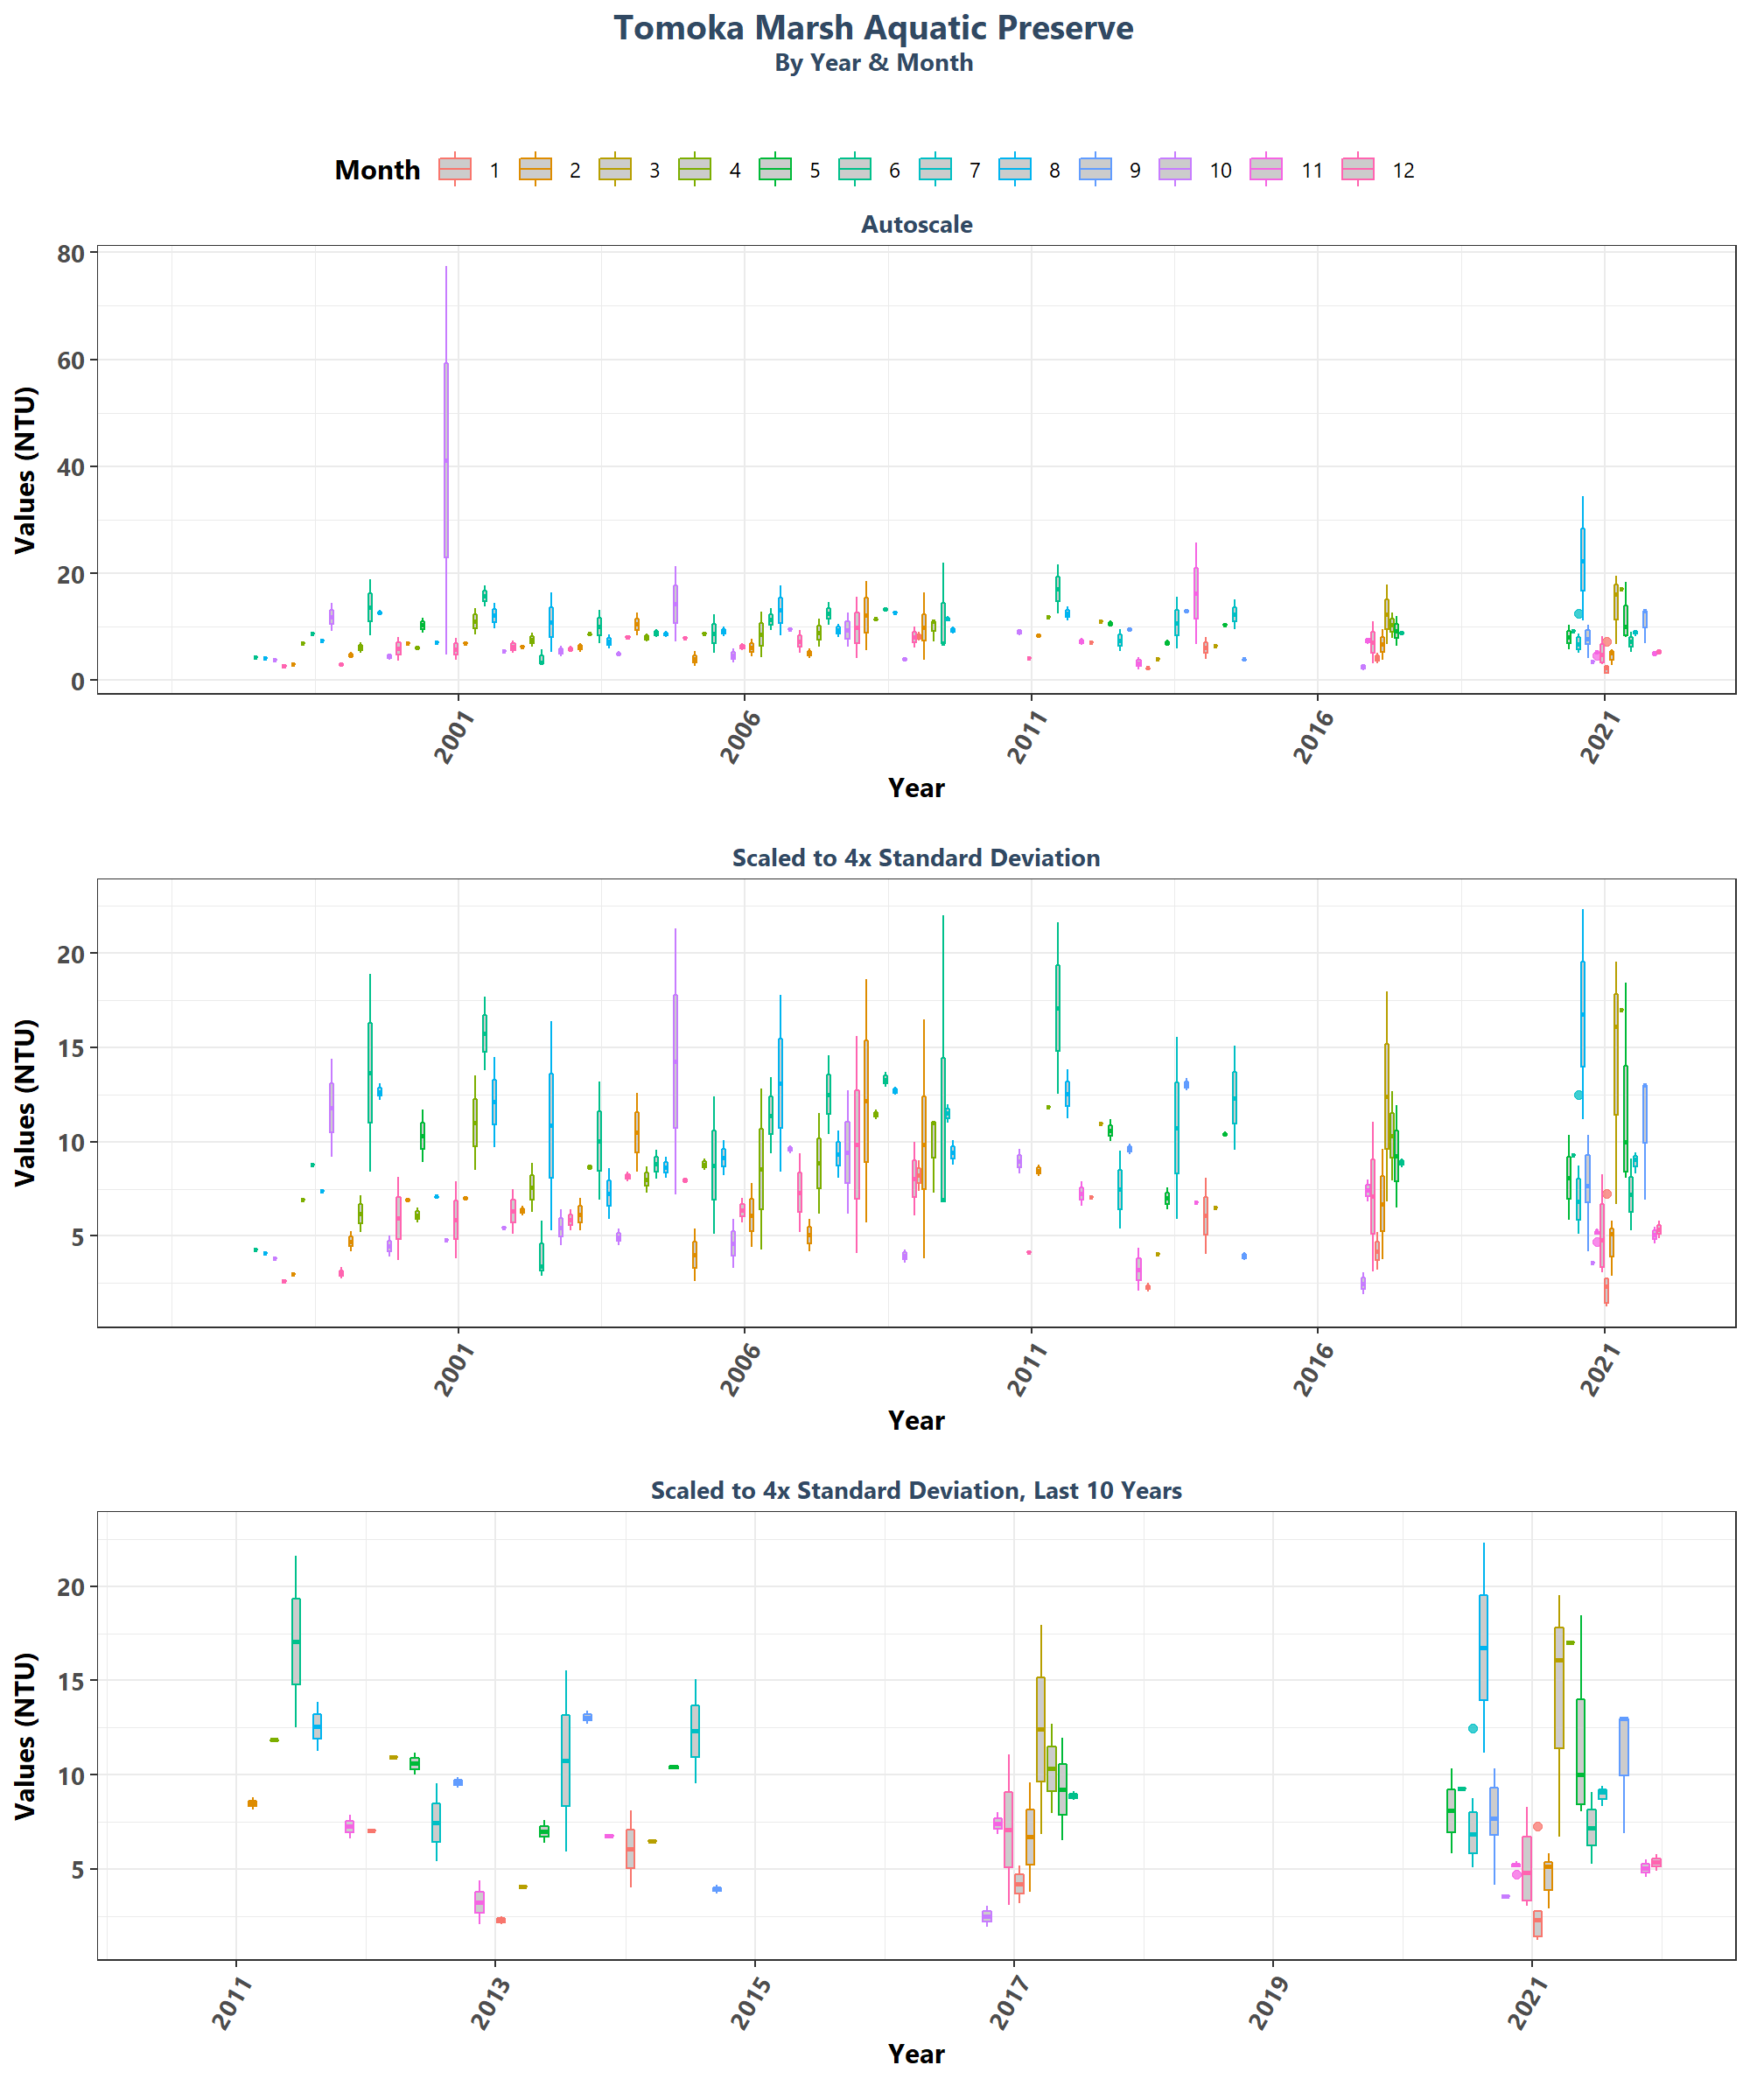 Tomoka Marsh Aquatic Preserve
By Year & Month
Month 1 2 3 4 5 6 7 8 9 10 11 12
Autoscale
80
60
40
20
0
Values (NTU)
2001 2006 2011 2016 2021
Year
Scaled to 4x Standard Deviation
20
15
10
5
Values (NTU)
2001 2006 2011 2016 2021
Year
Scaled to 4x Standard Deviation, Last 10 Years
20
15
10
5
Values (NTU)
2011 2013 2015 2017 2019 2021
Year